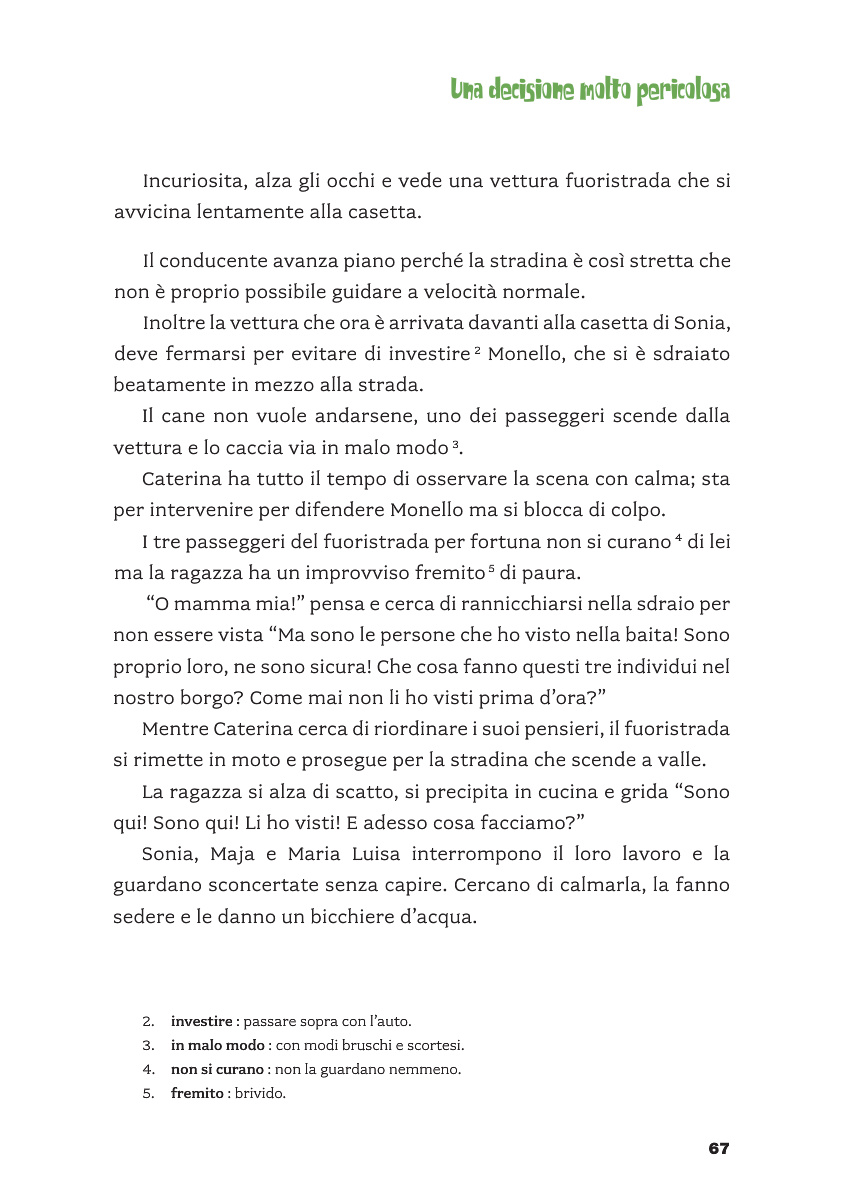 Una decisione molto pericolosa
Incuriosita, alza gli occhi e vede una vettura fuoristrada che si
avvicina lentamente alla casetta.
Il conducente avanza piano perché la stradina è così stretta che
non è proprio possibile guidare a velocità normale.
Inoltre la vettura che ora è arrivata davanti alla casetta di Sonia,
deve fermarsi per evitare di investire ² Monello, che si è sdraiato
beatamente in mezzo alla strada.
Il cane non vuole andarsene, uno dei passeggeri scende dalla
vettura e lo caccia via in malo modo ³.
Caterina ha tutto il tempo di osservare la scena con calma; sta
per intervenire per difendere Monello ma si blocca di colpo.
I tre passeggeri del fuoristrada per fortuna non si curano ⁴ di lei
ma la ragazza ha un improvviso fremito ⁵ di paura.
“O mamma mia!” pensa e cerca di rannicchiarsi nella sdraio per
non essere vista “Ma sono le persone che ho visto nella baita! Sono
proprio loro, ne sono sicura! Che cosa fanno questi tre individui nel
nostro borgo? Come mai non li ho visti prima d’ora?”
Mentre Caterina cerca di riordinare i suoi pensieri, il fuoristrada
si rimette in moto e prosegue per la stradina che scende a valle.
La ragazza si alza di scatto, si precipita in cucina e grida “Sono
qui! Sono qui! Li ho visti! E adesso cosa facciamo?”
Sonia, Maja e Maria Luisa interrompono il loro lavoro e la
guardano sconcertate senza capire. Cercano di calmarla, la fanno
sedere e le danno un bicchiere d’acqua.
2. investire : passare sopra con l’auto.
3. in malo modo : con modi bruschi e scortesi.
4. non si curano : non la guardano nemmeno.
5. fremito : brivido.
67